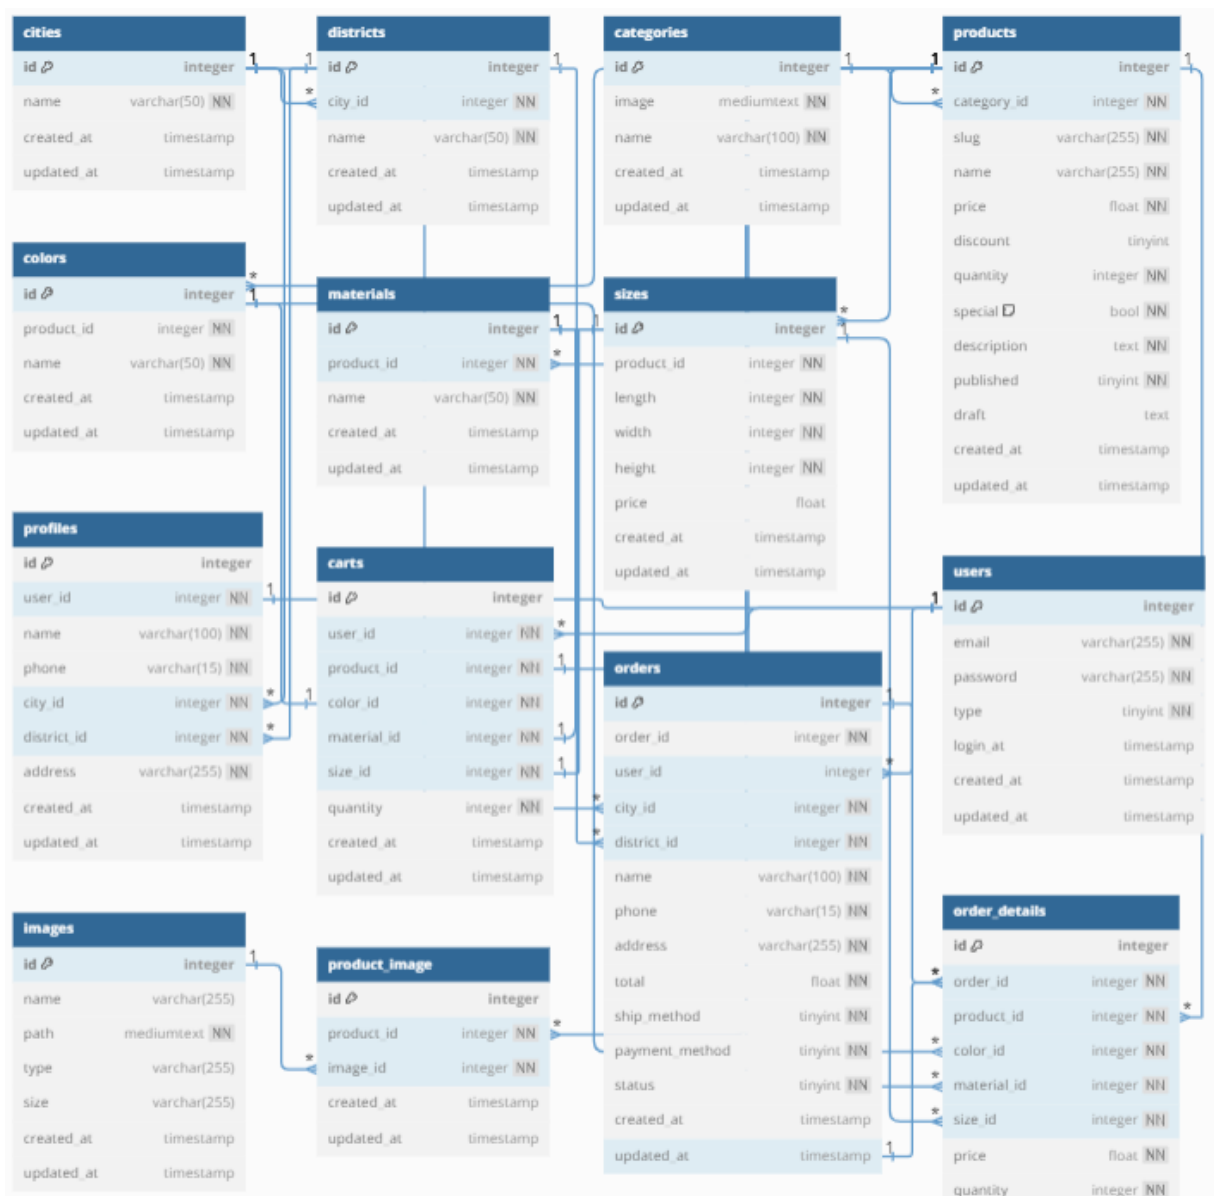 cities
id integer
name varchar(50) NN
created_at timestamp
updated_at timestamp
districts
id integer
city_id integer NN
name varchar(50) NN
created_at timestamp
updated_at timestamp
categories
id integer
image mediumtext NN
name varchar(100) NN
created_at timestamp
updated_at timestamp
products
id integer
category_id integer NN
slug varchar(255) NN
name varchar(255) NN
price float NN
discount tinyint
quantity integer NN
special bool NN
description text NN
published tinyint NN
draft text
created_at timestamp
updated_at timestamp
colors
id integer
product_id integer NN
name varchar(50) NN
created_at timestamp
updated_at timestamp
materials
id integer
product_id integer NN
name varchar(50) NN
created_at timestamp
updated_at timestamp
sizes
id integer
product_id integer NN
length integer NN
width integer NN
height integer NN
price float
created_at timestamp
updated_at timestamp
profiles
id integer
user_id integer NN
name varchar(100) NN
phone varchar(15) NN
city_id integer NN
district_id integer NN
address varchar(255) NN
created_at timestamp
updated_at timestamp
carts
id integer
user_id integer NN
product_id integer NN
color_id integer NN
material_id integer NN
size_id integer NN
quantity integer NN
created_at timestamp
updated_at timestamp
users
id integer
email varchar(255) NN
password varchar(255) NN
type tinyint NN
login_at timestamp
created_at timestamp
updated_at timestamp
orders
id integer
order_id integer NN
user_id integer
city_id integer NN
district_id integer NN
name varchar(100) NN
phone varchar(15) NN
address varchar(255) NN
total float NN
ship_method tinyint NN
payment_method tinyint NN
status tinyint NN
created_at timestamp
updated_at timestamp
images
id integer
name varchar(255)
path mediumtext NN
type varchar(255)
size varchar(255)
created_at timestamp
updated_at timestamp
product_image
id integer
product_id integer NN
image_id integer NN
created_at timestamp
updated_at timestamp
order_details
id integer
order_id integer NN
product_id integer NN
color_id integer NN
material_id integer NN
size_id integer NN
price float NN
quantity integer NN